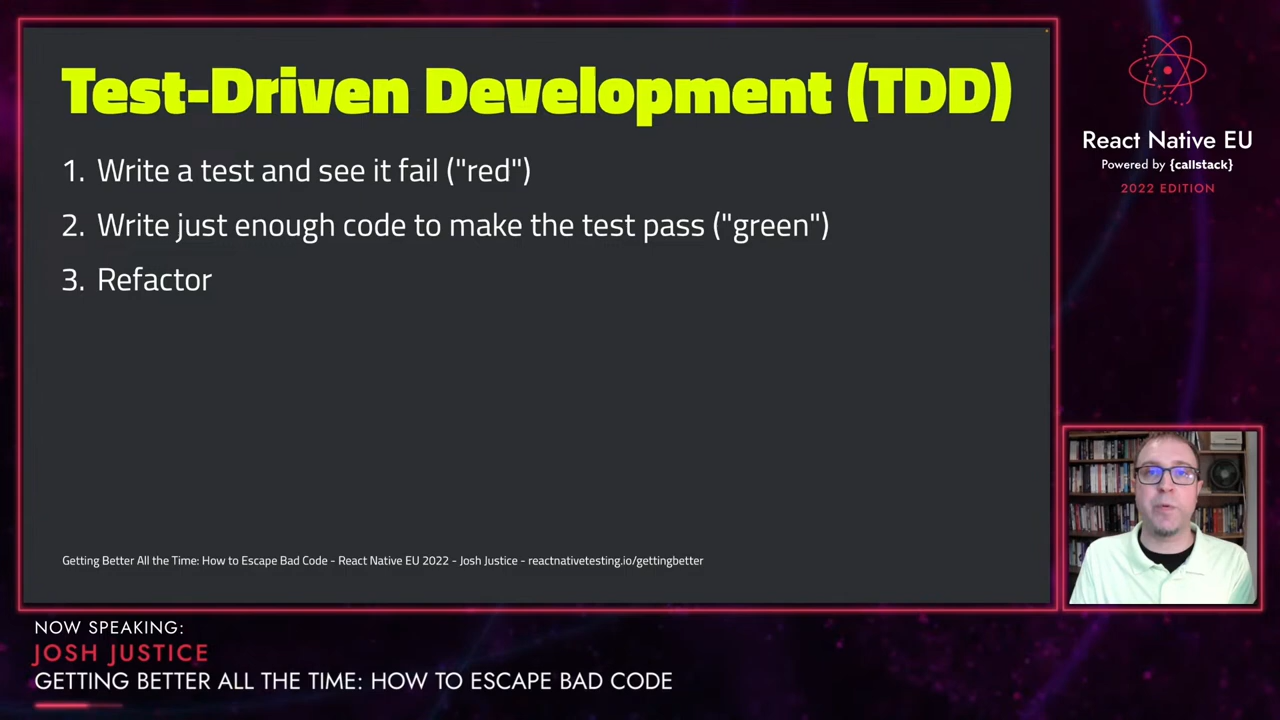 Test-Driven Development (TDD)
1. Write a test and see it fail ("red")
2. Write just enough code to make the test pass ("green")
3. Refactor
Getting Better All the Time: How to Escape Bad Code - React Native EU 2022 - Josh Justice - reactnativetesting.io/gettingbetter
React Native EU
Powered by {callstack}
2022 EDITION
NOW SPEAKING:
JOSH JUSTICE
GETTING BETTER ALL THE TIME: HOW TO ESCAPE BAD CODE